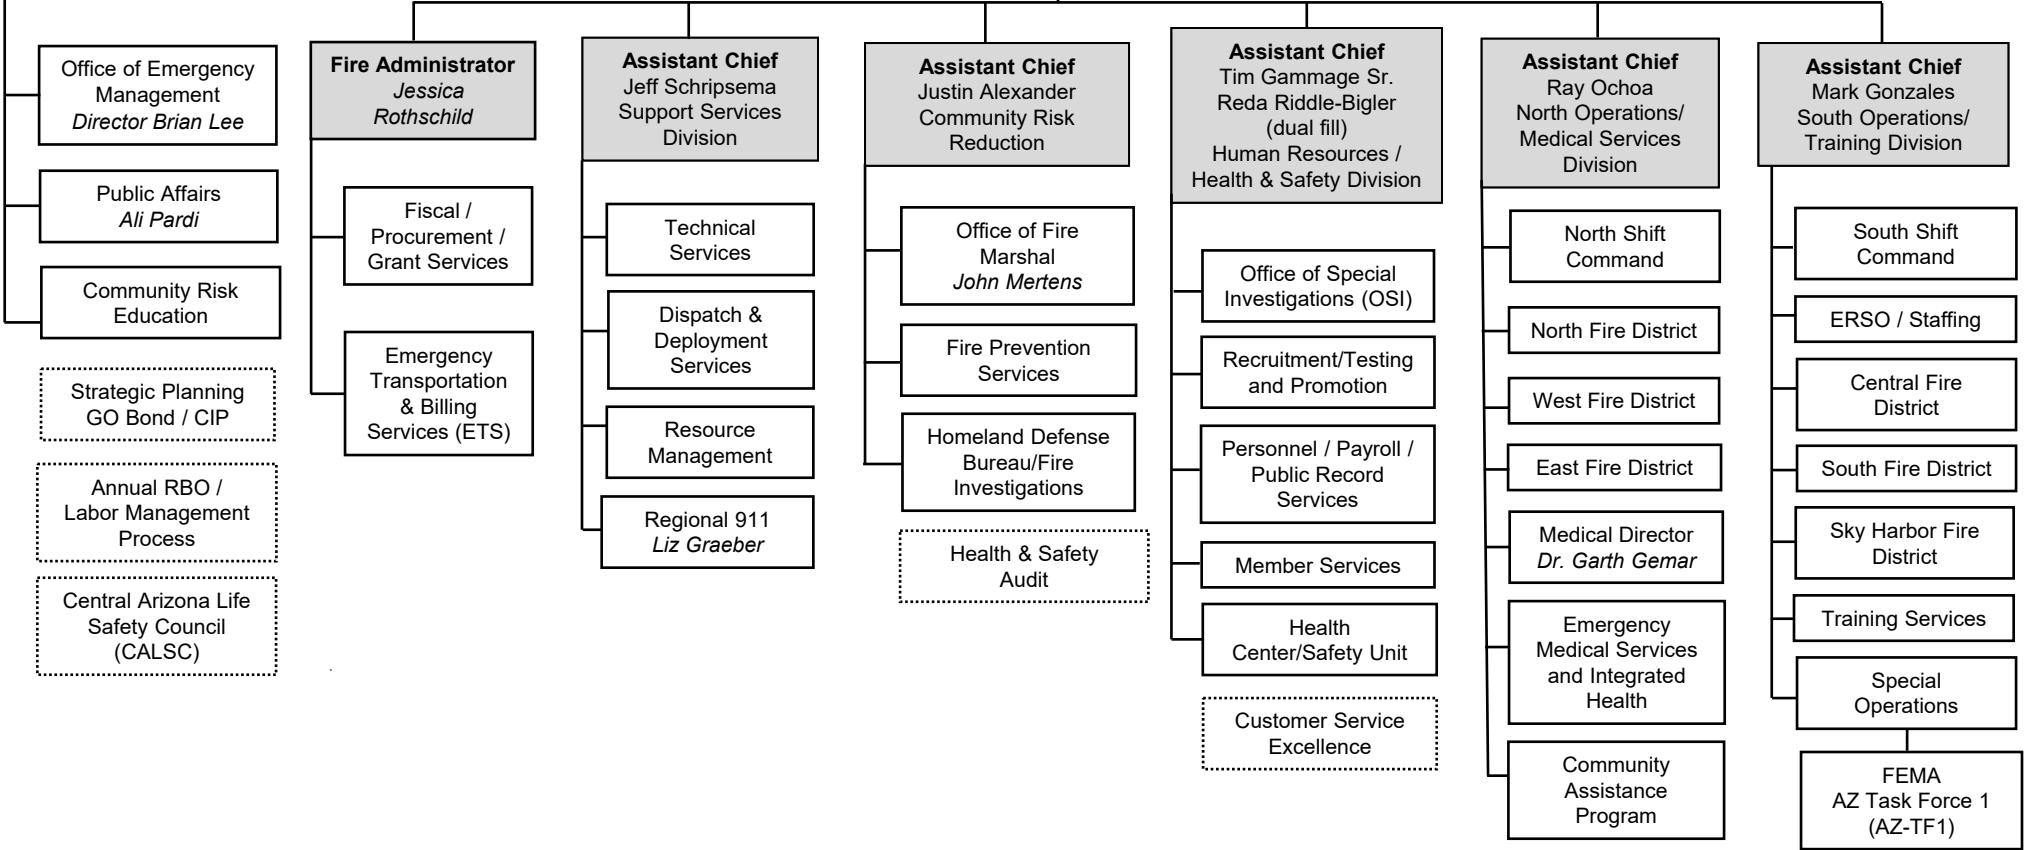 Office of Emergency
Management
Director Brian Lee
Public Affairs
Ali Pardi
Community Risk
Education
Strategic Planning
GO Bond / CIP
Annual RBO /
Labor Management
Process
Central Arizona Life
Safety Council
(CALSC)
Fire Administrator
Jessica
Rothschild
Fiscal /
Procurement /
Grant Services
Emergency
Transportation
& Billing
Services (ETS)
Assistant Chief
Jeff Schripsema
Support Services
Division
Technical
Services
Dispatch &
Deployment
Services
Resource
Management
Regional 911
Liz Graeber
Assistant Chief
Justin Alexander
Community Risk
Reduction
Office of Fire
Marshal
John Mertens
Fire Prevention
Services
Homeland Defense
Bureau/Fire
Investigations
Health & Safety
Audit
Assistant Chief
Tim Gammage Sr.
Reda Riddle-Bigler
(dual fill)
Human Resources /
Health & Safety Division
Office of Special
Investigations (OSI)
Recruitment/Testing
and Promotion
Personnel / Payroll /
Public Record
Services
Member Services
Health
Center/Safety Unit
Customer Service
Excellence
Assistant Chief
Ray Ochoa
North Operations/
Medical Services
Division
North Shift
Command
North Fire District
West Fire District
East Fire District
Medical Director
Dr. Garth Gemar
Emergency
Medical Services
and Integrated
Health
Community
Assistance
Program
Assistant Chief
Mark Gonzales
South Operations/
Training Division
South Shift
Command
ERSO / Staffing
Central Fire
District
South Fire District
Sky Harbor Fire
District
Training Services
Special
Operations
FEMA
AZ Task Force 1
(AZ-TF1)